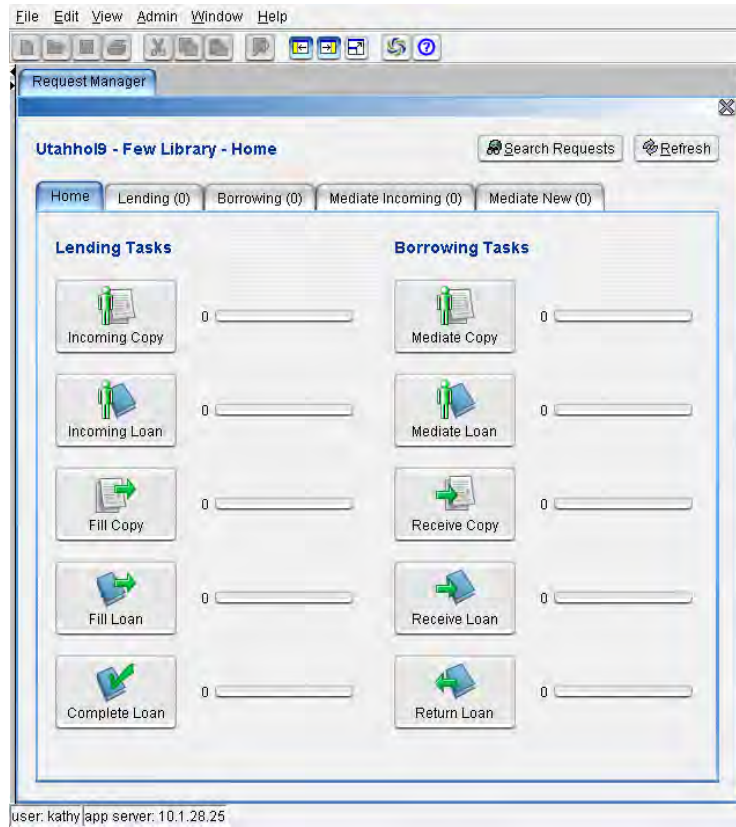 File Edit View Admin Window Help
Request Manager
Utahhol9 - Few Library - Home
Search Requests
Refresh
Home Lending (0) Borrowing (0) Mediate Incoming (0) Mediate New (0)
Lending Tasks
Borrowing Tasks
Incoming Copy
0
Mediate Copy
0
Incoming Loan
0
Mediate Loan
0
Fill Copy
0
Receive Copy
0
Fill Loan
0
Receive Loan
0
Complete Loan
0
Return Loan
0
user: kathy app server: 10.1.28.25